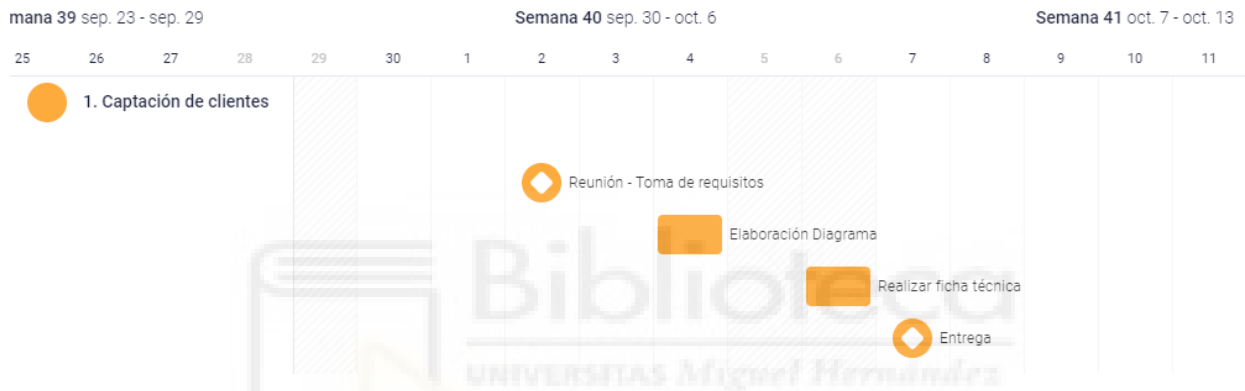 mana 39 sep. 23 - sep. 29 Semana 40 sep. 30 - oct. 6 Semana 41 oct. 7 - oct. 13
25 26 27 28 29 30 1 2 3 4 5 6 7 8 9 10 11
1. Captación de clientes
Reunión - Toma de requisitos
Elaboración Diagrama
Realizar ficha técnica
Entrega
Biblioteca
UNIVERSITAS Miguel Hernández